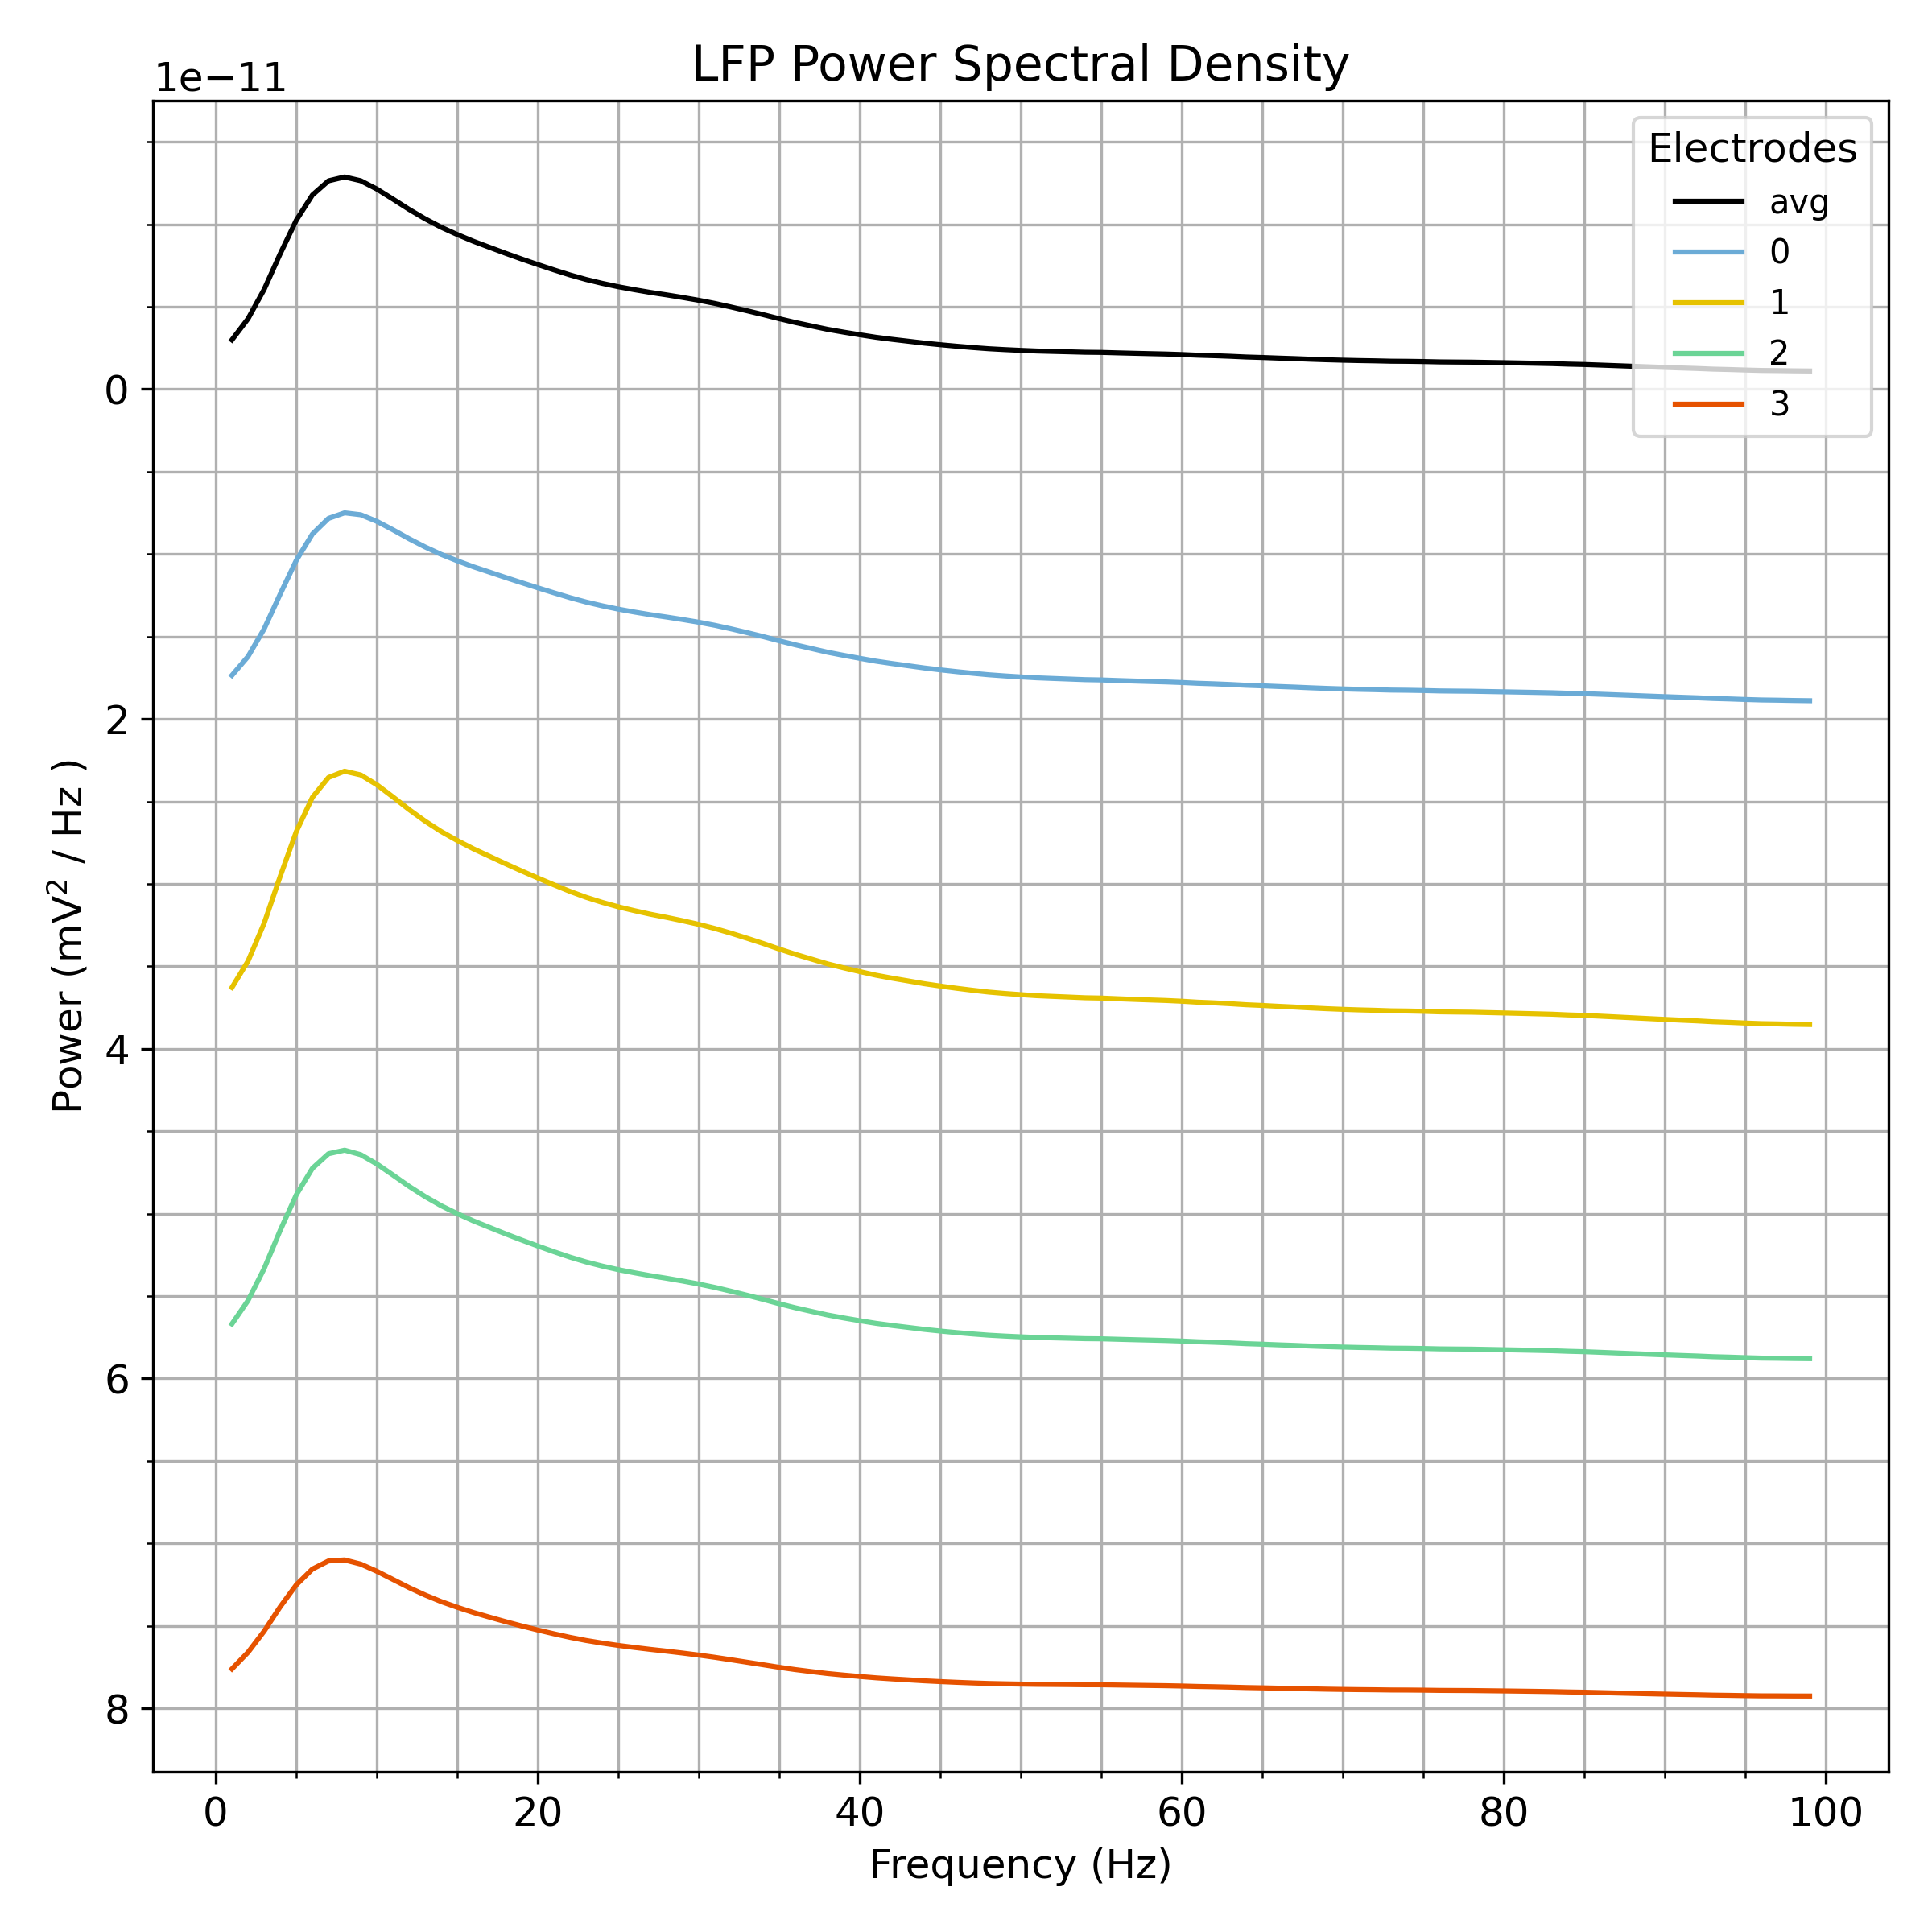 LFP Power Spectral Density
1e−11
Electrodes
avg
0
1
2
3
0
2
4
6
8
Power (mV² / Hz )
0 20 40 60 80 100
Frequency (Hz)